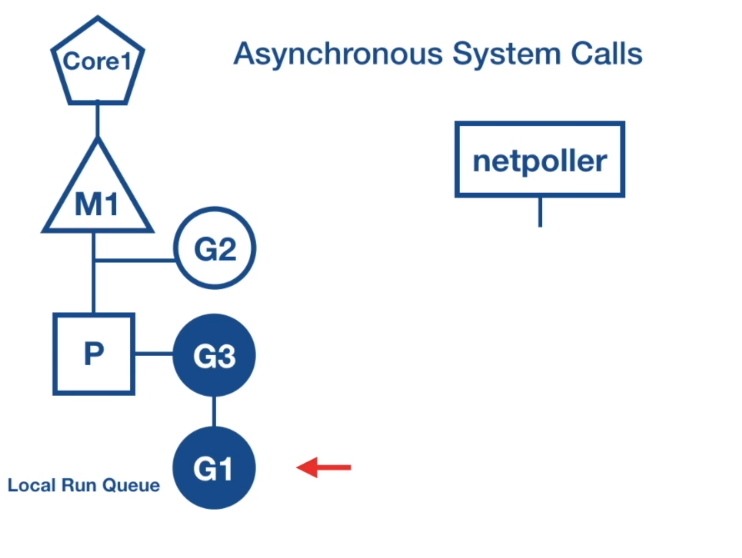 Core1
Asynchronous System Calls
netpoller
M1
G2
P
G3
G1
Local Run Queue